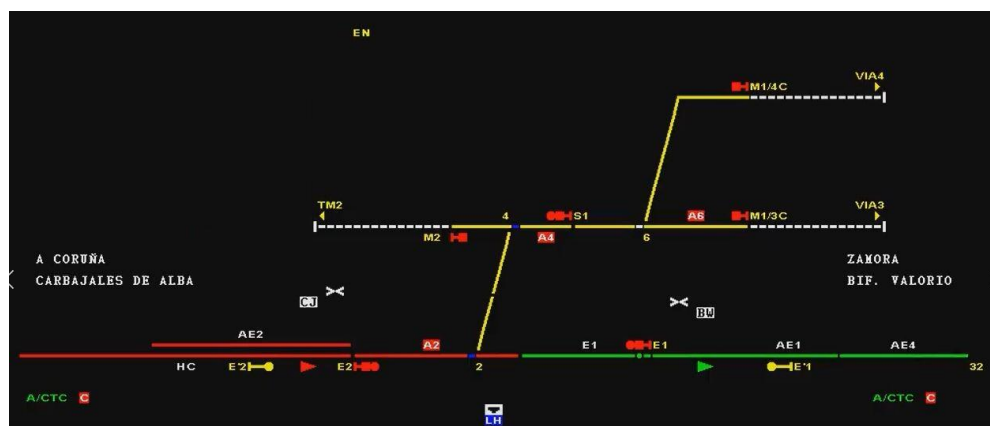 EN
VIA4
M1/4C
TM2
4
S1
A6
M1/3C
VIA3
M2
A4
6
A CORUÑA
CARBAJALES DE ALBA
ZAMORA
BIF. VALORIO
CJ
BW
AE2
A2
E1
E1
AE1
AE4
HC
E'2
E2
2
E'1
32
A/CTC C
A/CTC C
LH